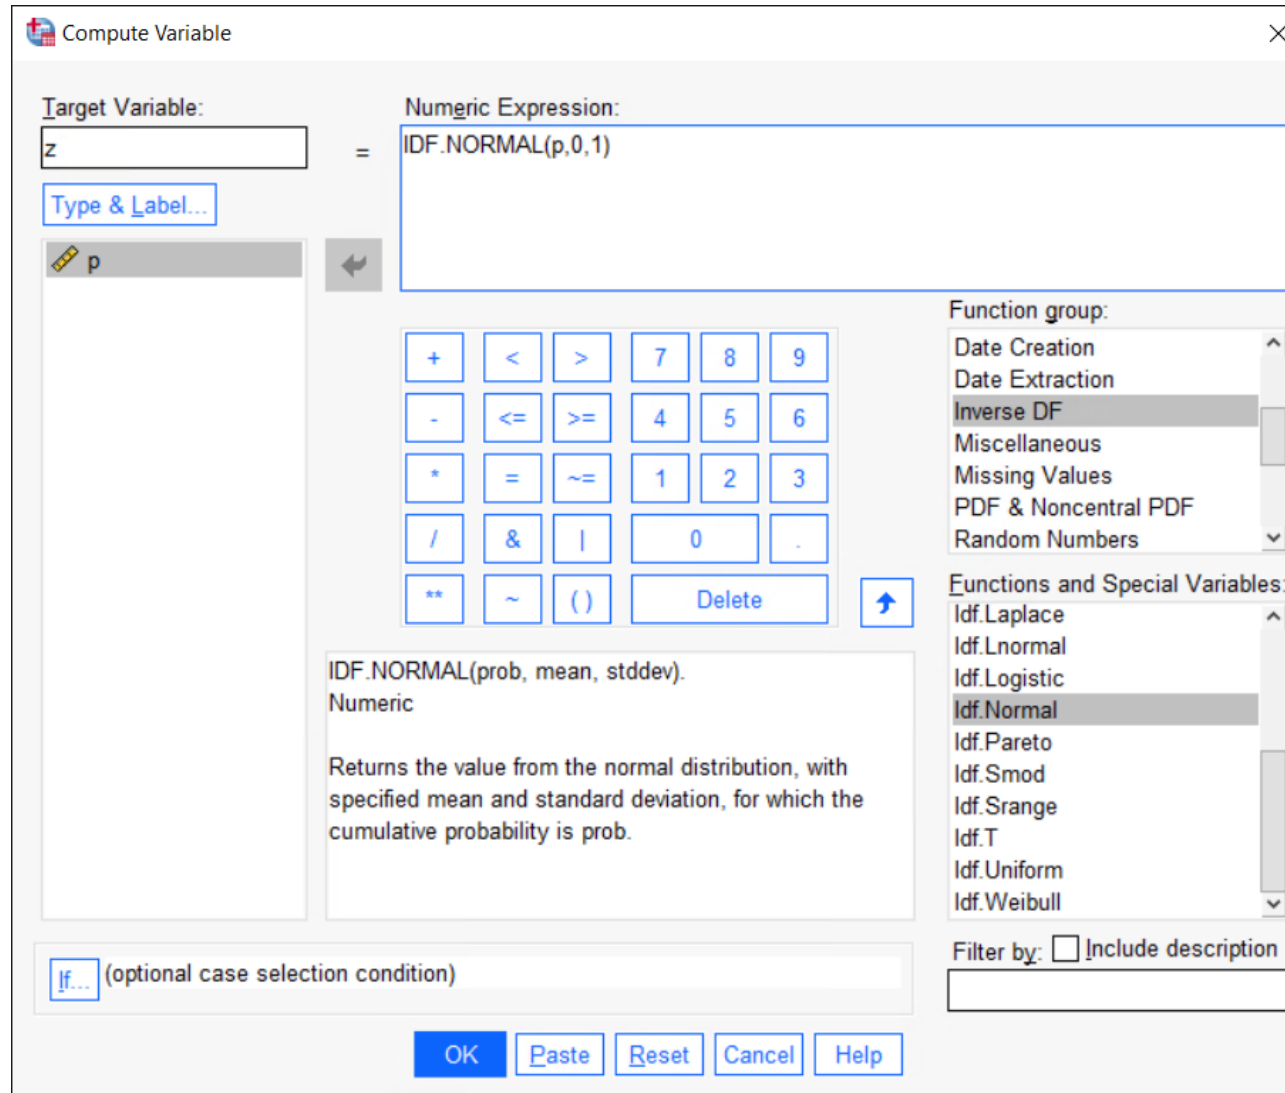 Compute Variable
Target Variable:
z
=
Numeric Expression:
IDF.NORMAL(p,0,1)
Type & Label...
p
+ < > 7 8 9
- <= >= 4 5 6
* = ~= 1 2 3
/ & | 0 .
** ~ ( ) Delete
Function group:
Date Creation
Date Extraction
Inverse DF
Miscellaneous
Missing Values
PDF & Noncentral PDF
Random Numbers
Functions and Special Variables:
Idf.Laplace
Idf.Lnormal
Idf.Logistic
Idf.Normal
Idf.Pareto
Idf.Smod
Idf.Srange
Idf.T
Idf.Uniform
Idf.Weibull
IDF.NORMAL(prob, mean, stddev).
Numeric
Returns the value from the normal distribution, with
specified mean and standard deviation, for which the
cumulative probability is prob.
If... (optional case selection condition)
Filter by: Include description
OK Paste Reset Cancel Help